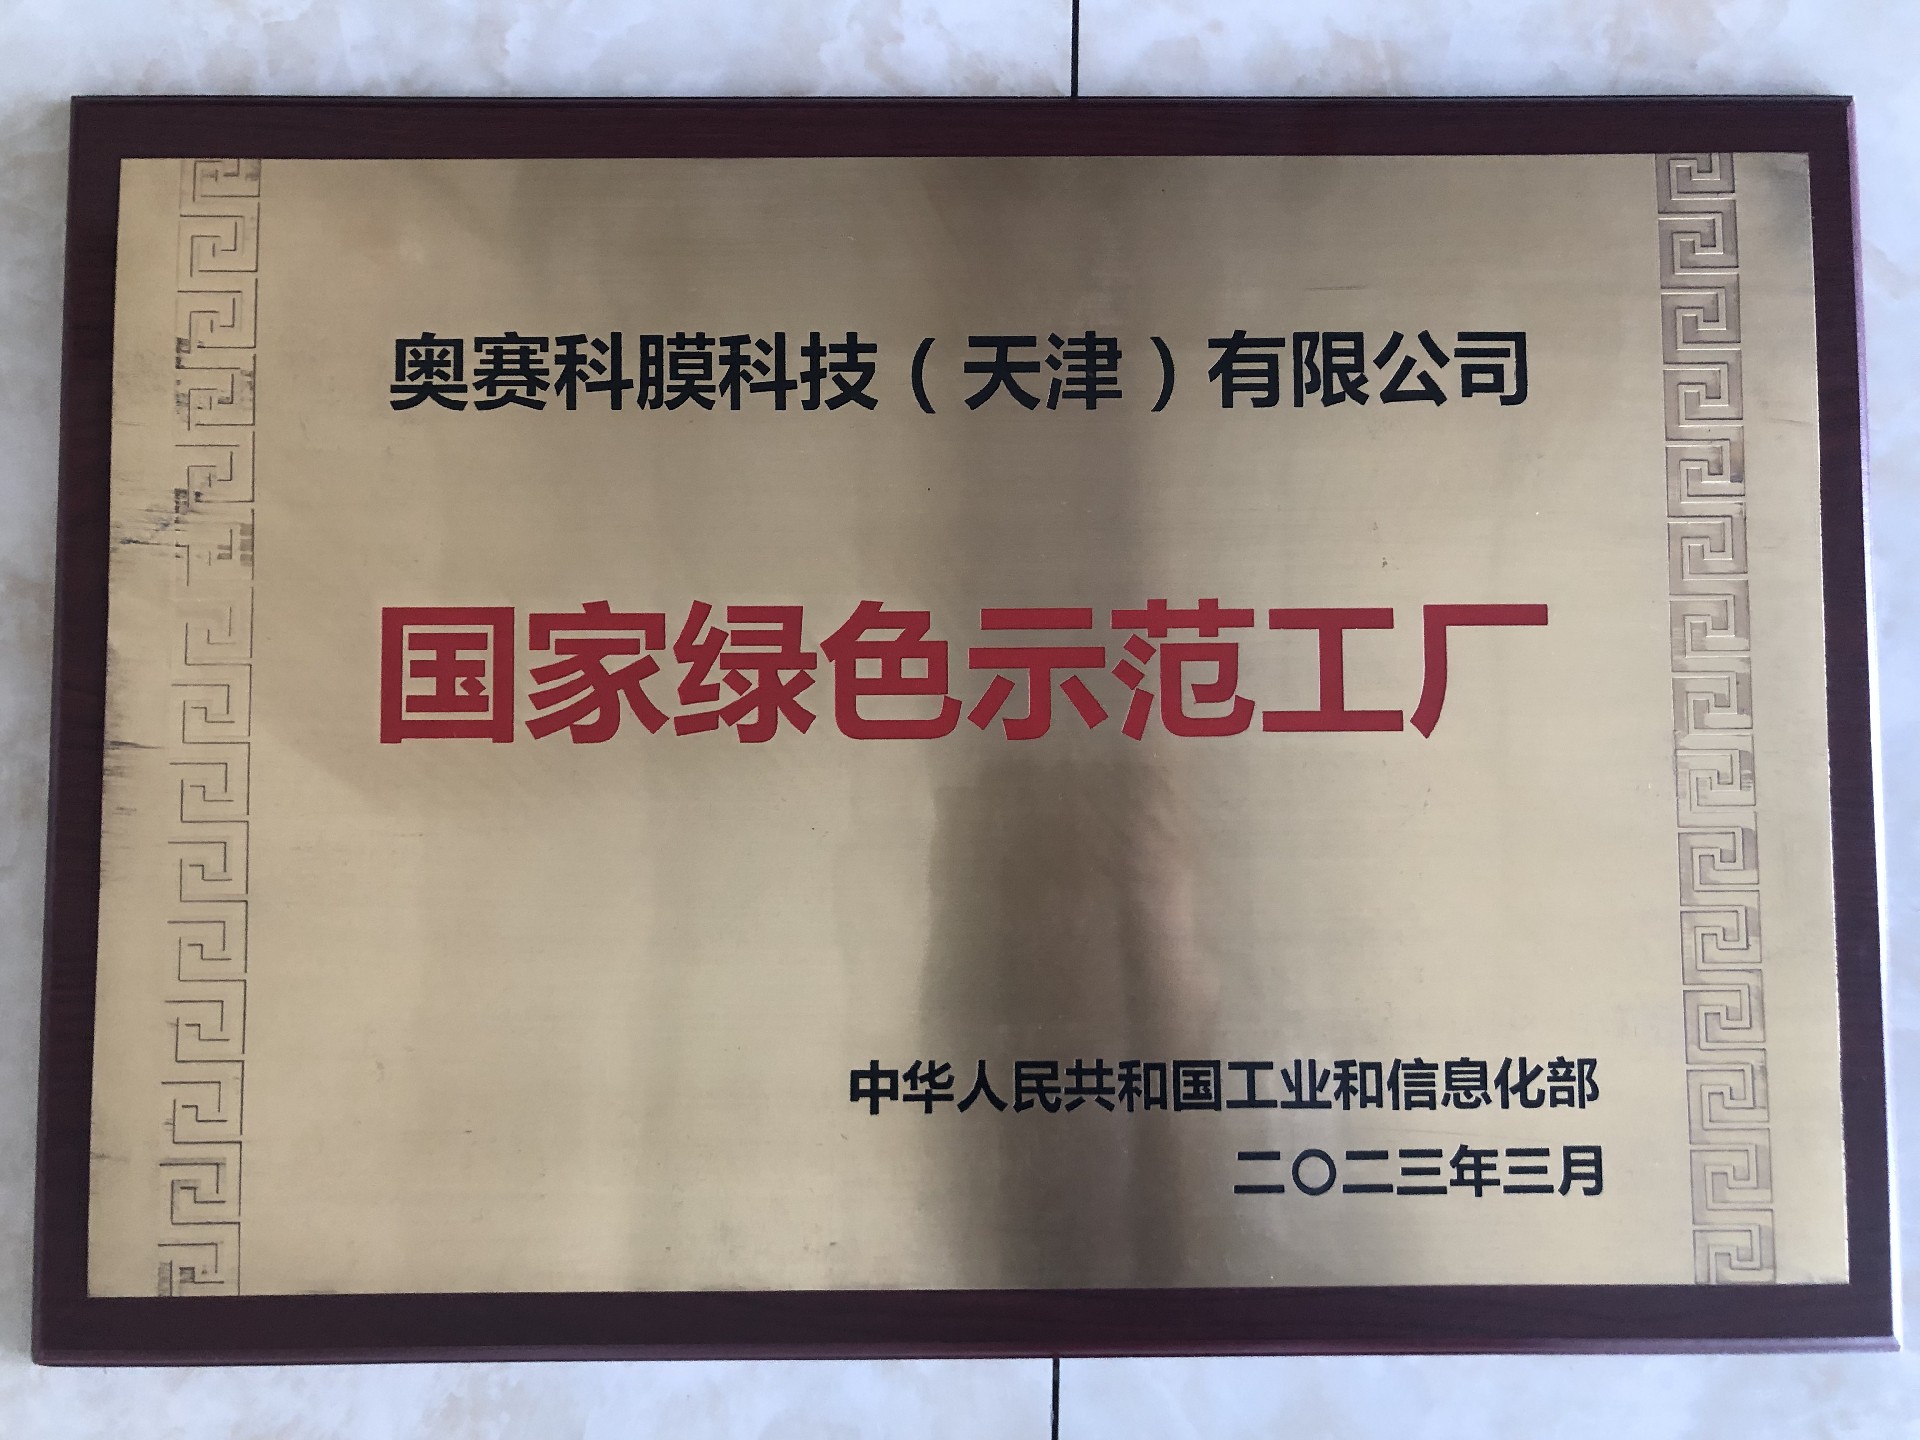 奥赛科膜科技（天津）有限公司
国家绿色示范工厂
中华人民共和国工业和信息化部
二〇二三年三月